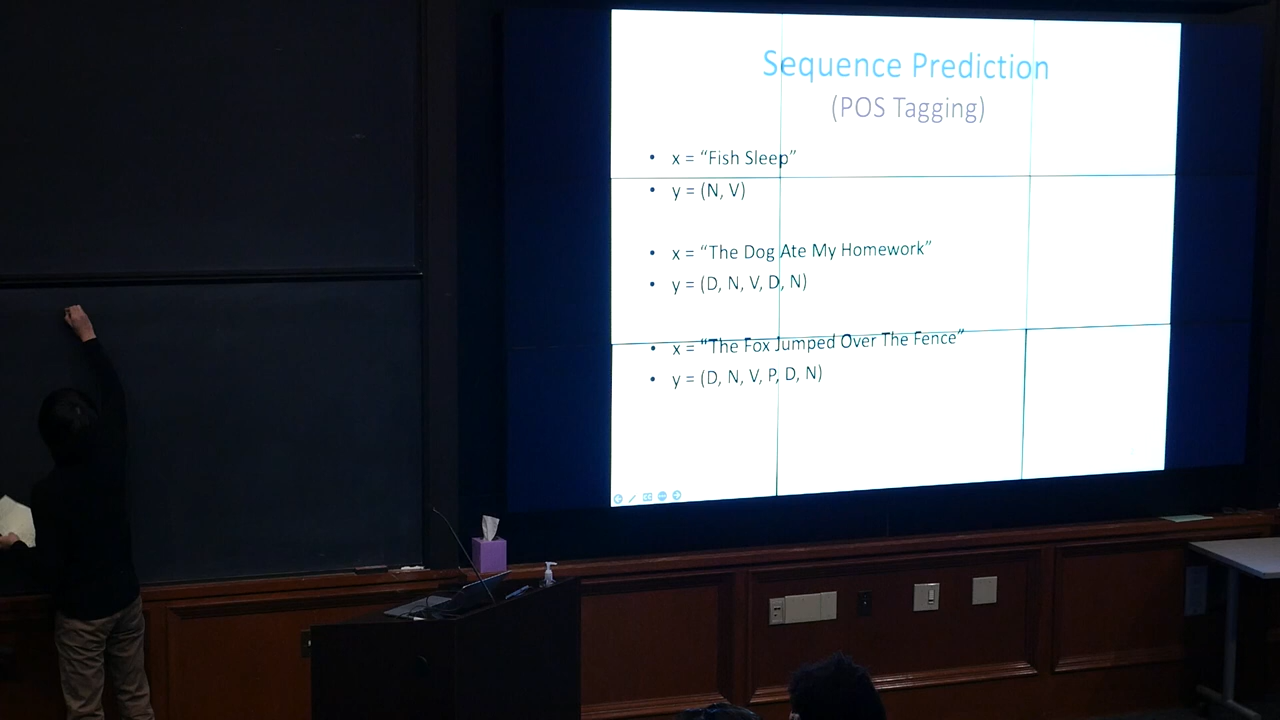 Sequence Prediction
(POS Tagging)
• x = “Fish Sleep”
• y = (N, V)
• x = “The Dog Ate My Homework”
• y = (D, N, V, D, N)
• x = “The Fox Jumped Over The Fence”
• y = (D, N, V, P, D, N)